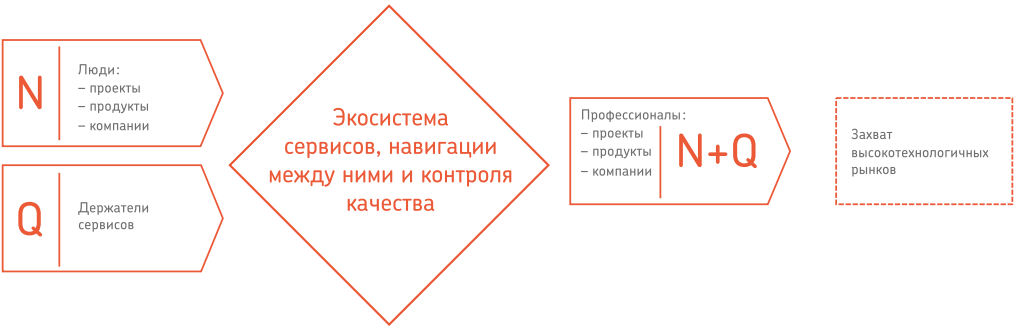 N
Люди:
– проекты
– продукты
– компании
Q
Держатели
сервисов
Экосистема
сервисов, навигации
между ними и контроля
качества
Профессионалы:
– проекты
– продукты
– компании
N+Q
Захват
высокотехнологичных
рынков